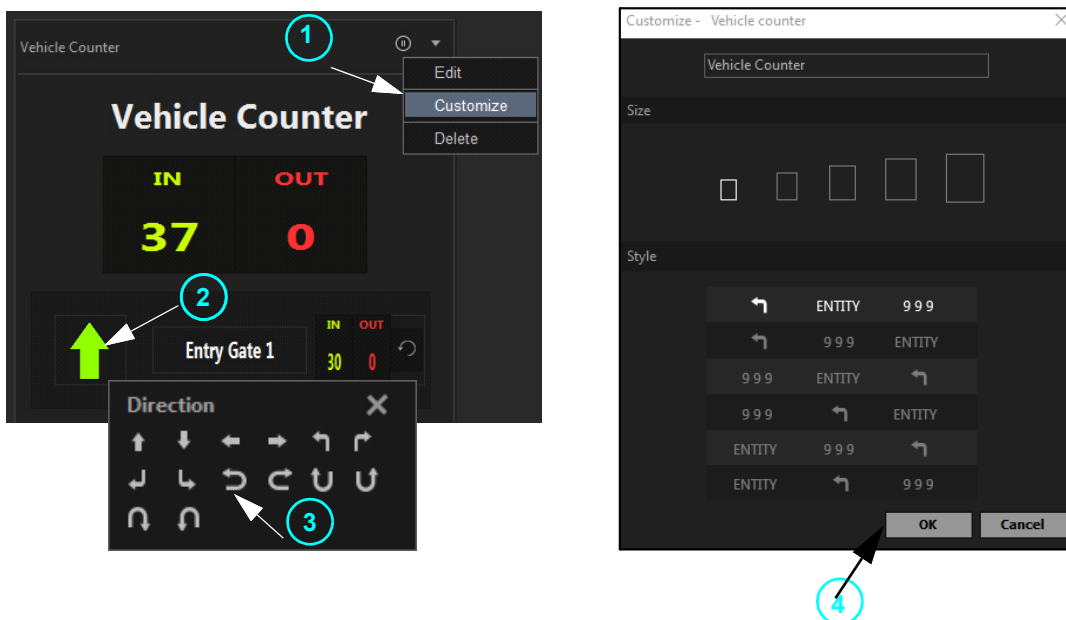 1
Vehicle Counter
Edit
Customize
Delete
Vehicle Counter
IN OUT
37 0
2
IN OUT
Entry Gate 1
30 0
Direction
3
Customize - Vehicle counter
Vehicle Counter
Size
Style
ENTITY 999
999 ENTITY
999 ENTITY
999 ENTITY
ENTITY 999
ENTITY 999
OK Cancel
4